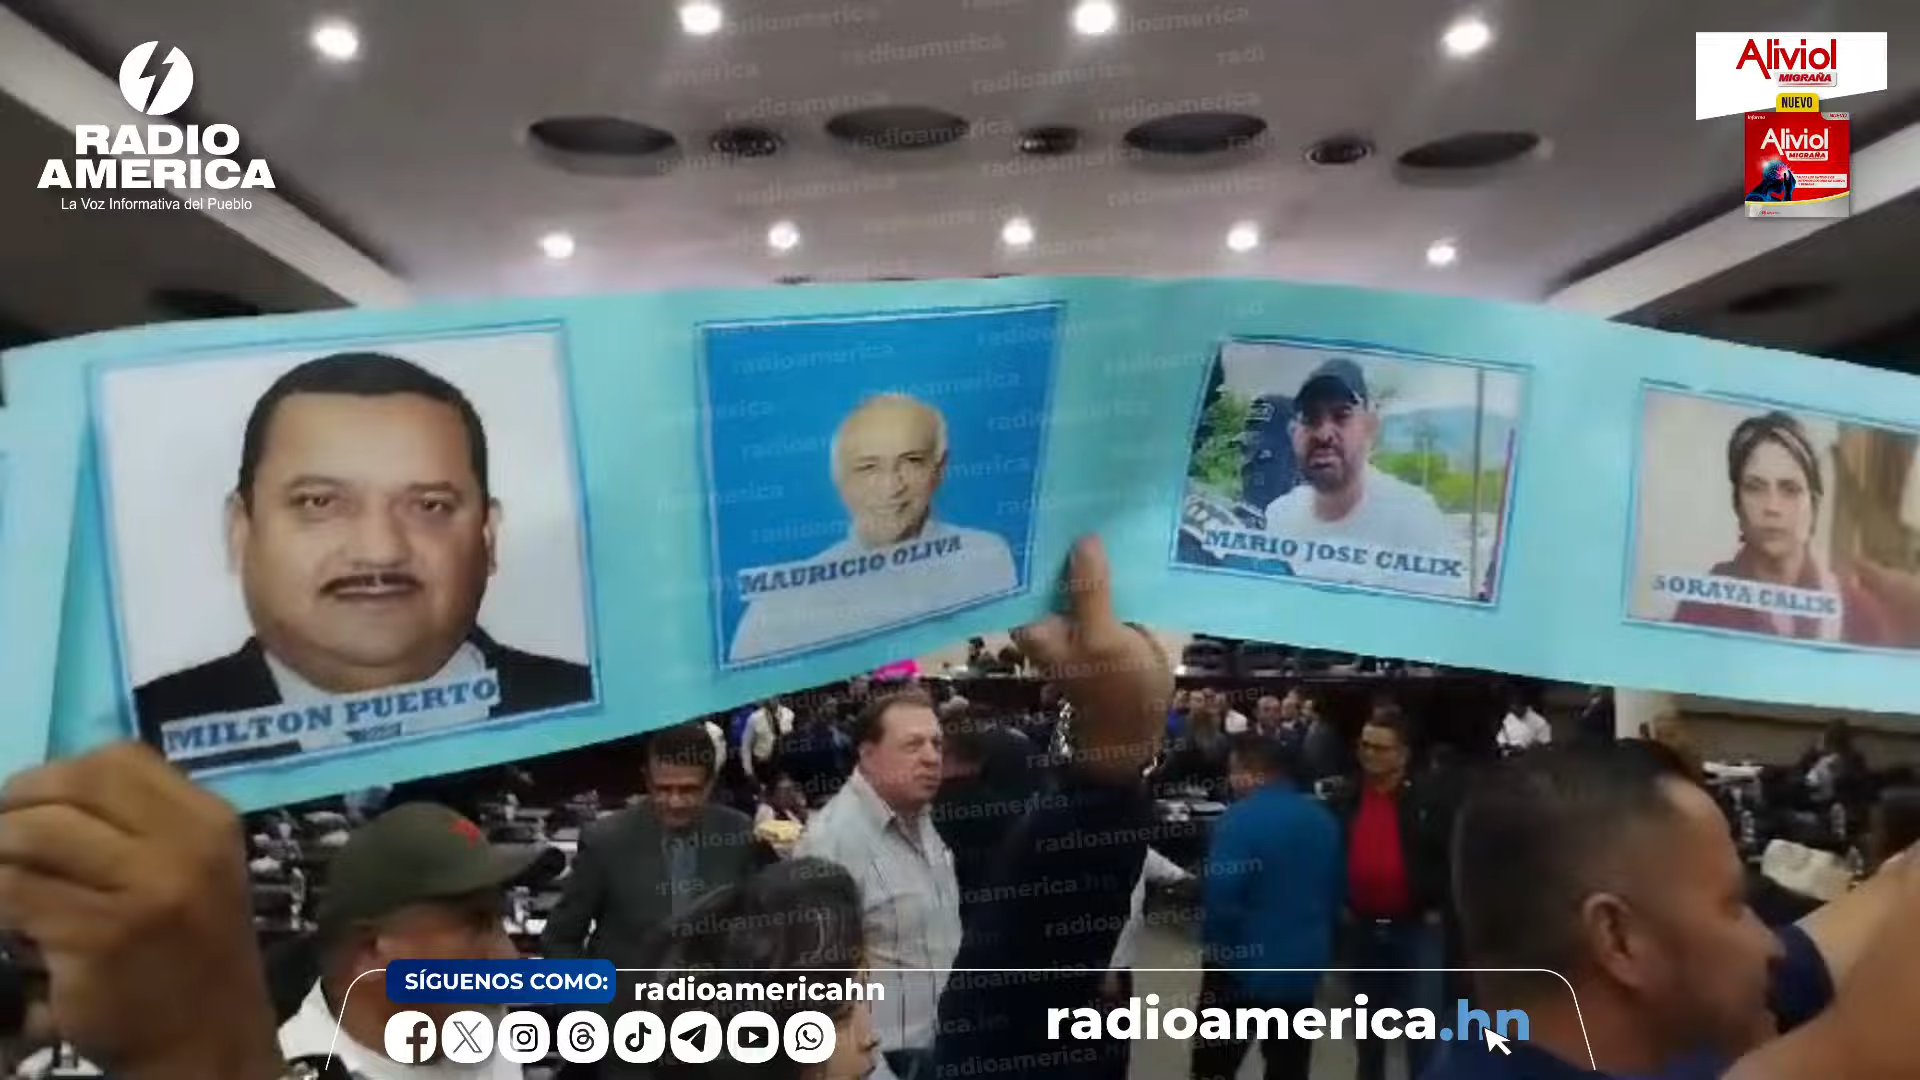 RADIO
AMERICA
La Voz Informativa del Pueblo
Aliviol
MIGRAÑA
NUEVO
Aliviol
MIGRAÑA
MILTON PUERTO
MAURICIO OLIVA
MARIO JOSE CALIX
SORAYA CALIX
SÍGUENOS COMO:
radioamericahn
radioamerica.hn